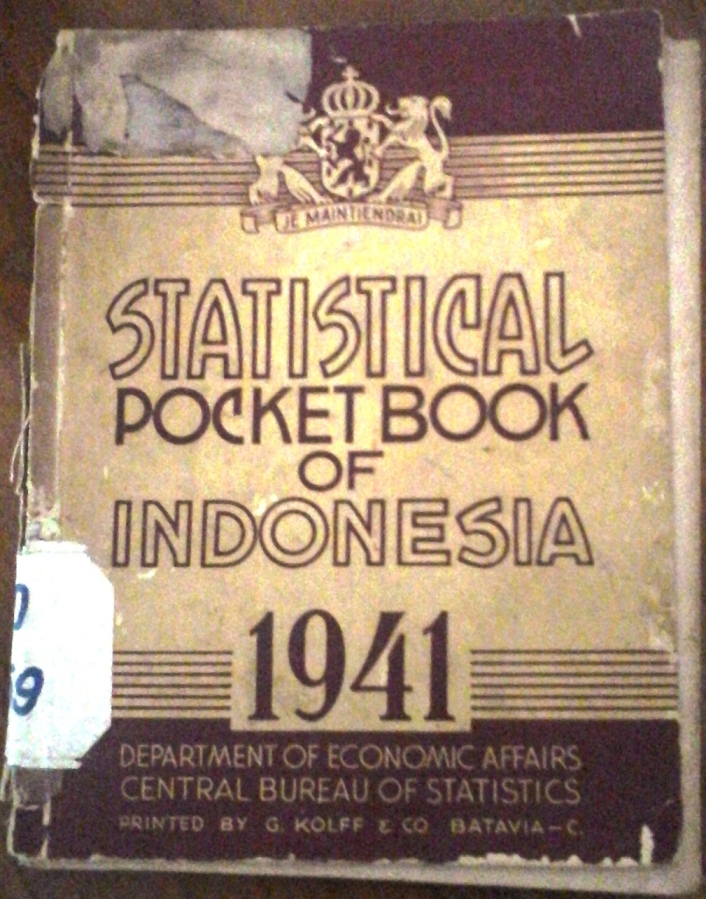 JE MAINTIENDRAI
STATISTICAL
POCKET BOOK
OF
INDONESIA
1941
DEPARTMENT OF ECONOMIC AFFAIRS
CENTRAL BUREAU OF STATISTICS
PRINTED BY G. KOLFF & CO BATAVIA-C.
9